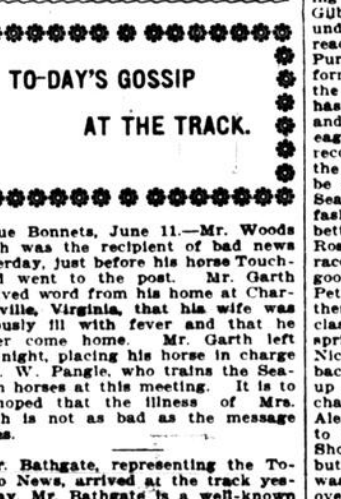 TO-DAY'S GOSSIP
AT THE TRACK.
ue Bonnets, June 11.—Mr. Woods
h was the recipient of bad news
erday, just before his horse Touch-
d went to the post. Mr. Garth
ved word from his home at Char-
ville, Virginia, that his wife was
ously ill with fever and that he
er come home. Mr. Garth left
night, placing his horse in charge
. W. Pangle, who trains the Sea-
n horses at this meeting. It is to
hoped that the illness of Mrs.
h is not as bad as the message
s.
r. Bathgate, representing the To-
o News, arrived at the track yes-
ay. Mr. Bathgate is a well-known
ing
Gilb
und
reac
Pur
forn
the
has
and
eag
reco
the
be
Sea
fash
bett
Ros
race
goo
Pet
ther
clas
spri
Nic
bac
up
cha
Ale
to
Sho
but
was
over